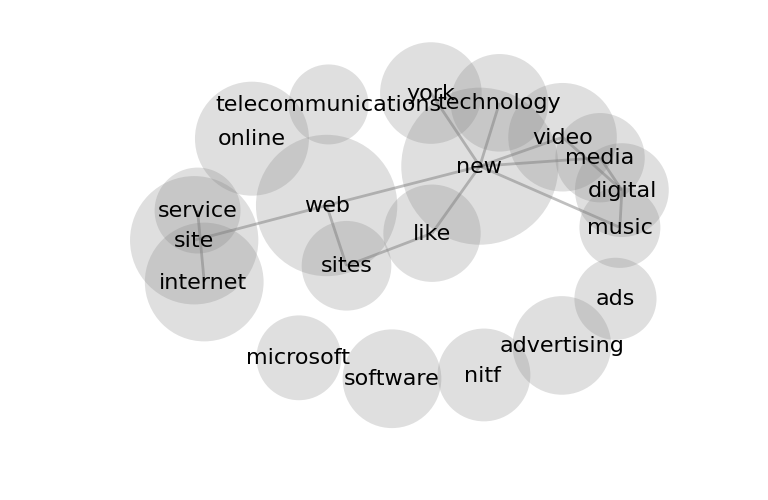 york
technology
telecommunications
online
video
media
new
digital
web
service
music
like
site
sites
internet
ads
advertising
microsoft
nitf
software